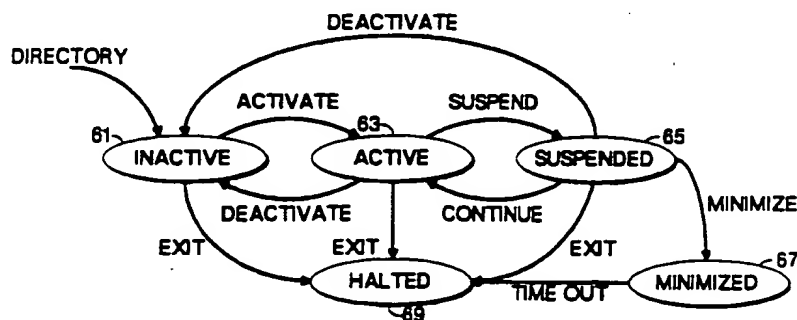 DEACTIVATE
DIRECTORY
ACTIVATE
SUSPEND
61
63
65
INACTIVE
ACTIVE
SUSPENDED
DEACTIVATE
CONTINUE
MINIMIZE
EXIT
EXIT
EXIT
67
HALTED
TIME OUT
MINIMIZED
69